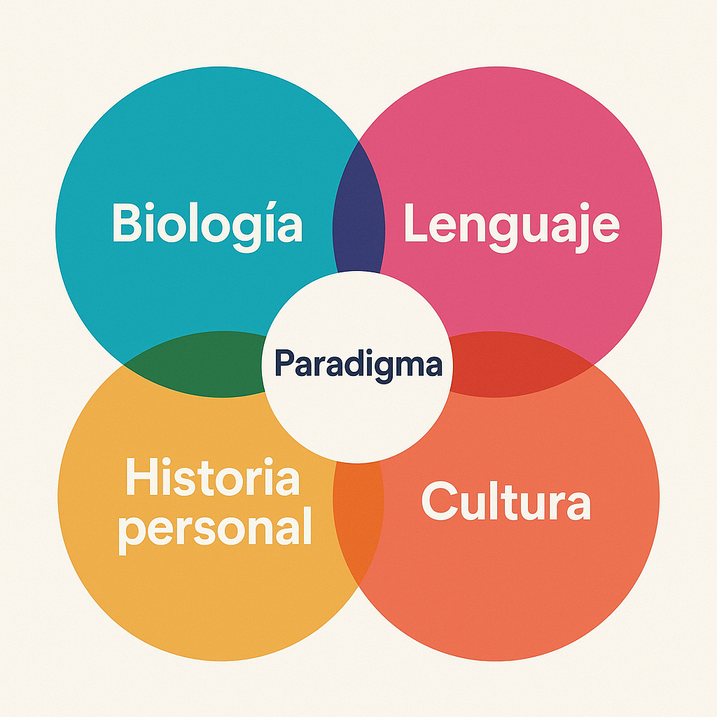 Biología
Lenguaje
Paradigma
Historia
personal
Cultura